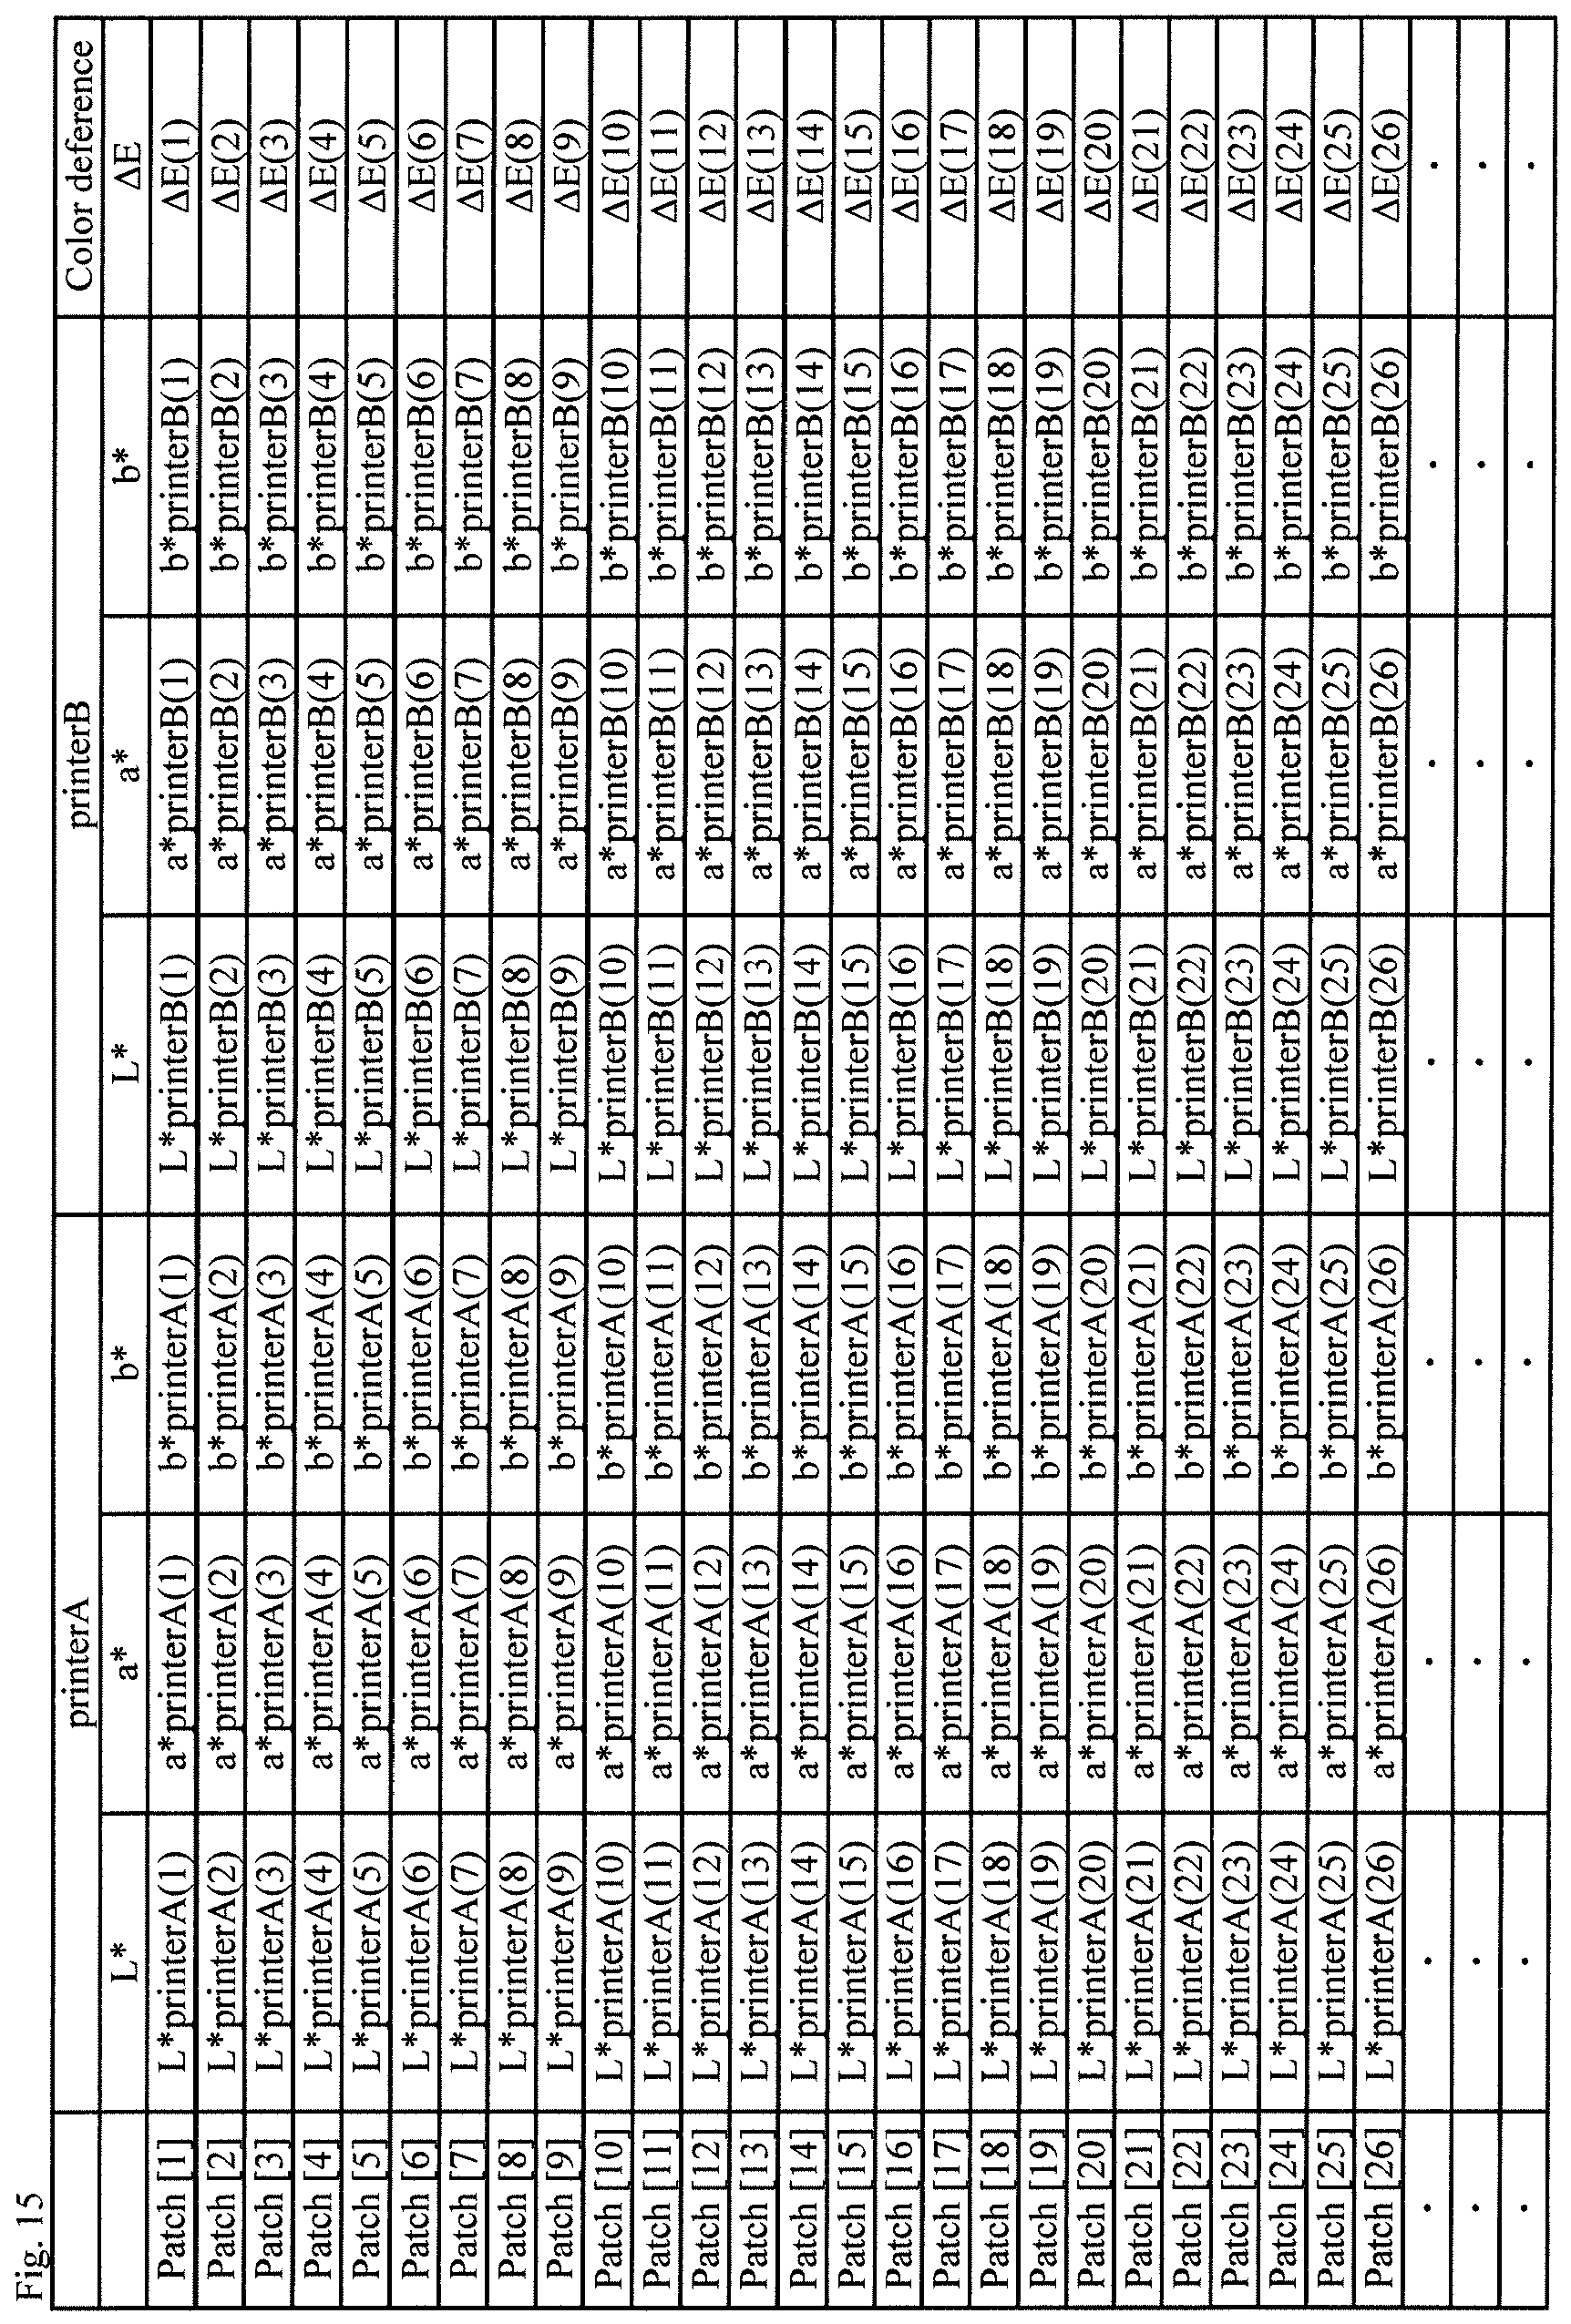 Fig. 15
printerA printerB Color deference
L* a* b* L* a* b* ΔE
Patch [1] L*printerA(1) a*printerA(1) b*printerA(1) L*printerB(1) a*printerB(1) b*printerB(1) ΔE(1)
Patch [2] L*printerA(2) a*printerA(2) b*printerA(2) L*printerB(2) a*printerB(2) b*printerB(2) ΔE(2)
Patch [3] L*printerA(3) a*printerA(3) b*printerA(3) L*printerB(3) a*printerB(3) b*printerB(3) ΔE(3)
Patch [4] L*printerA(4) a*printerA(4) b*printerA(4) L*printerB(4) a*printerB(4) b*printerB(4) ΔE(4)
Patch [5] L*printerA(5) a*printerA(5) b*printerA(5) L*printerB(5) a*printerB(5) b*printerB(5) ΔE(5)
Patch [6] L*printerA(6) a*printerA(6) b*printerA(6) L*printerB(6) a*printerB(6) b*printerB(6) ΔE(6)
Patch [7] L*printerA(7) a*printerA(7) b*printerA(7) L*printerB(7) a*printerB(7) b*printerB(7) ΔE(7)
Patch [8] L*printerA(8) a*printerA(8) b*printerA(8) L*printerB(8) a*printerB(8) b*printerB(8) ΔE(8)
Patch [9] L*printerA(9) a*printerA(9) b*printerA(9) L*printerB(9) a*printerB(9) b*printerB(9) ΔE(9)
Patch [10] L*printerA(10) a*printerA(10) b*printerA(10) L*printerB(10) a*printerB(10) b*printerB(10) ΔE(10)
Patch [11] L*printerA(11) a*printerA(11) b*printerA(11) L*printerB(11) a*printerB(11) b*printerB(11) ΔE(11)
Patch [12] L*printerA(12) a*printerA(12) b*printerA(12) L*printerB(12) a*printerB(12) b*printerB(12) ΔE(12)
Patch [13] L*printerA(13) a*printerA(13) b*printerA(13) L*printerB(13) a*printerB(13) b*printerB(13) ΔE(13)
Patch [14] L*printerA(14) a*printerA(14) b*printerA(14) L*printerB(14) a*printerB(14) b*printerB(14) ΔE(14)
Patch [15] L*printerA(15) a*printerA(15) b*printerA(15) L*printerB(15) a*printerB(15) b*printerB(15) ΔE(15)
Patch [16] L*printerA(16) a*printerA(16) b*printerA(16) L*printerB(16) a*printerB(16) b*printerB(16) ΔE(16)
Patch [17] L*printerA(17) a*printerA(17) b*printerA(17) L*printerB(17) a*printerB(17) b*printerB(17) ΔE(17)
Patch [18] L*printerA(18) a*printerA(18) b*printerA(18) L*printerB(18) a*printerB(18) b*printerB(18) ΔE(18)
Patch [19] L*printerA(19) a*printerA(19) b*printerA(19) L*printerB(19) a*printerB(19) b*printerB(19) ΔE(19)
Patch [20] L*printerA(20) a*printerA(20) b*printerA(20) L*printerB(20) a*printerB(20) b*printerB(20) ΔE(20)
Patch [21] L*printerA(21) a*printerA(21) b*printerA(21) L*printerB(21) a*printerB(21) b*printerB(21) ΔE(21)
Patch [22] L*printerA(22) a*printerA(22) b*printerA(22) L*printerB(22) a*printerB(22) b*printerB(22) ΔE(22)
Patch [23] L*printerA(23) a*printerA(23) b*printerA(23) L*printerB(23) a*printerB(23) b*printerB(23) ΔE(23)
Patch [24] L*printerA(24) a*printerA(24) b*printerA(24) L*printerB(24) a*printerB(24) b*printerB(24) ΔE(24)
Patch [25] L*printerA(25) a*printerA(25) b*printerA(25) L*printerB(25) a*printerB(25) b*printerB(25) ΔE(25)
Patch [26] L*printerA(26) a*printerA(26) b*printerA(26) L*printerB(26) a*printerB(26) b*printerB(26) ΔE(26)
· · · · · · · ·
· · · · · · · ·
· · · · · · · ·